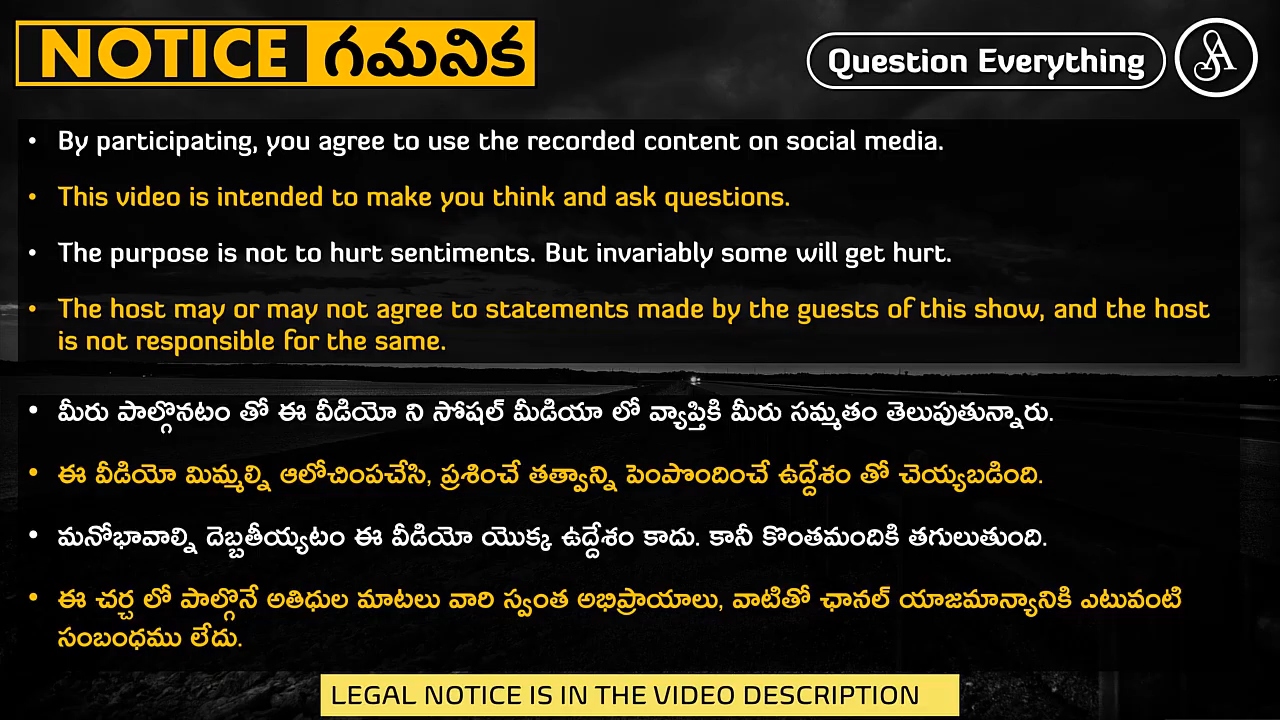 NOTICE గమనిక
Question Everything
• By participating, you agree to use the recorded content on social media.
• This video is intended to make you think and ask questions.
• The purpose is not to hurt sentiments. But invariably some will get hurt.
• The host may or may not agree to statements made by the guests of this show, and the host
is not responsible for the same.
• మీరు పాల్గొనటం తో ఈ వీడియో ని సోషల్ మీడియా లో వ్యాప్తికి మీరు సమ్మతం తెలుపుతున్నారు.
• ఈ వీడియో మిమ్మల్ని ఆలోచింపచేసి, ప్రశించే తత్వాన్ని పెంపొందించే ఉద్దేశం తో చెయ్యబడింది.
• మనోభావాల్ని దెబ్బతీయ్యటం ఈ వీడియో యొక్క ఉద్దేశం కాదు. కానీ కొంతమందికి తగులుతుంది.
• ఈ చర్చ లో పాల్గొనే అతిధుల మాటలు వారి స్వంత అభిప్రాయాలు, వాటితో ఛానల్ యాజమాన్యానికి ఎటువంటి
సంబంధము లేదు.
LEGAL NOTICE IS IN THE VIDEO DESCRIPTION